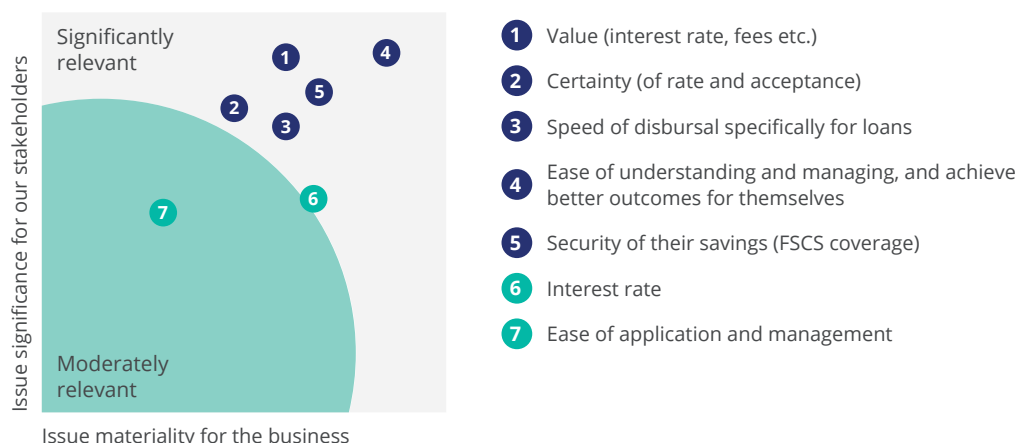 Issue significance for our stakeholders
Significantly
relevant
1
4
5
2
3
6
7
Moderately
relevant
Issue materiality for the business
1 Value (interest rate, fees etc.)
2 Certainty (of rate and acceptance)
3 Speed of disbursal specifically for loans
4 Ease of understanding and managing, and achieve
better outcomes for themselves
5 Security of their savings (FSCS coverage)
6 Interest rate
7 Ease of application and management